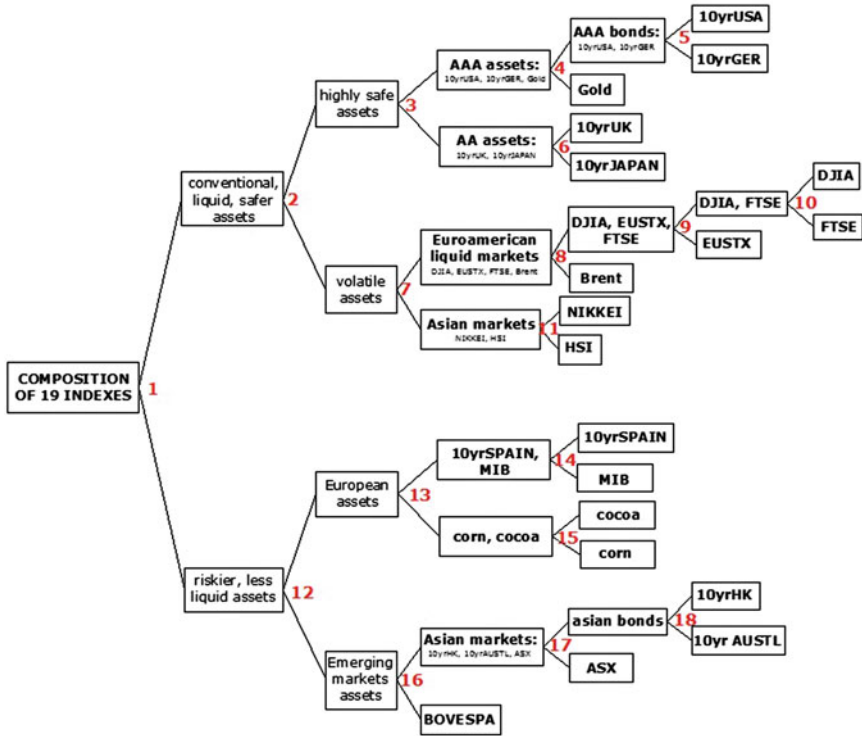 10yrUSA
AAA bonds:
10yrUSA, 10yrGER
5
10yrGER
AAA assets:
10yrUSA, 10yrGER, Gold
4
Gold
highly safe
assets
3
10yrUK
AA assets:
10yrUK, 10yrJAPAN
6
10yrJAPAN
conventional,
liquid, safer
assets
2
DJIA
DJIA, FTSE
10
FTSE
DJIA, EUSTX,
FTSE
9
EUSTX
Euroamerican
liquid markets
DJIA, EUSTX, FTSE, Brent
8
Brent
volatile
assets
7
NIKKEI
Asian markets
NIKKEI, HSI
11
HSI
COMPOSITION
OF 19 INDEXES
1
10yrSPAIN
10yrSPAIN,
MIB
14
MIB
European
assets
13
cocoa
corn, cocoa
15
corn
riskier, less
liquid assets
12
10yrHK
asian bonds
18
10yr AUSTL
Asian markets:
10yrHK, 10yrAUSTL, ASX
17
ASX
Emerging
markets
assets
16
BOVESPA